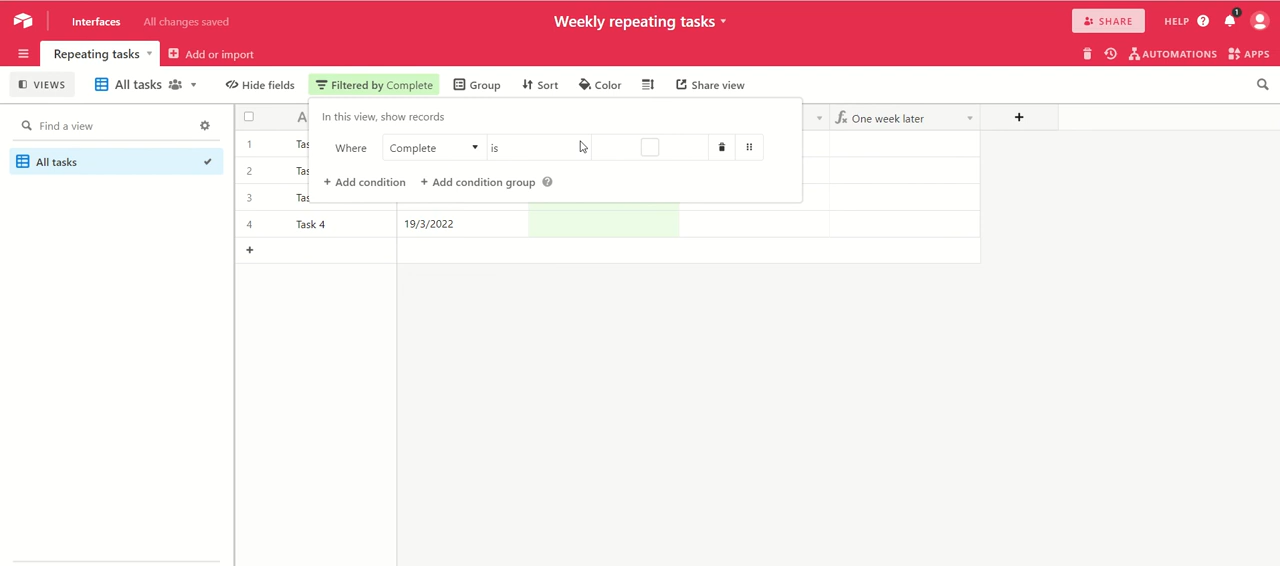 Interfaces All changes saved Weekly repeating tasks SHARE HELP 1
Repeating tasks Add or import AUTOMATIONS APPS
VIEWS All tasks Hide fields Filtered by Complete Group Sort Color Share view
Find a view
In this view, show records
A One week later
All tasks
Where Complete is
1
2
+ Add condition + Add condition group
3
4 Task 4 19/3/2022
+